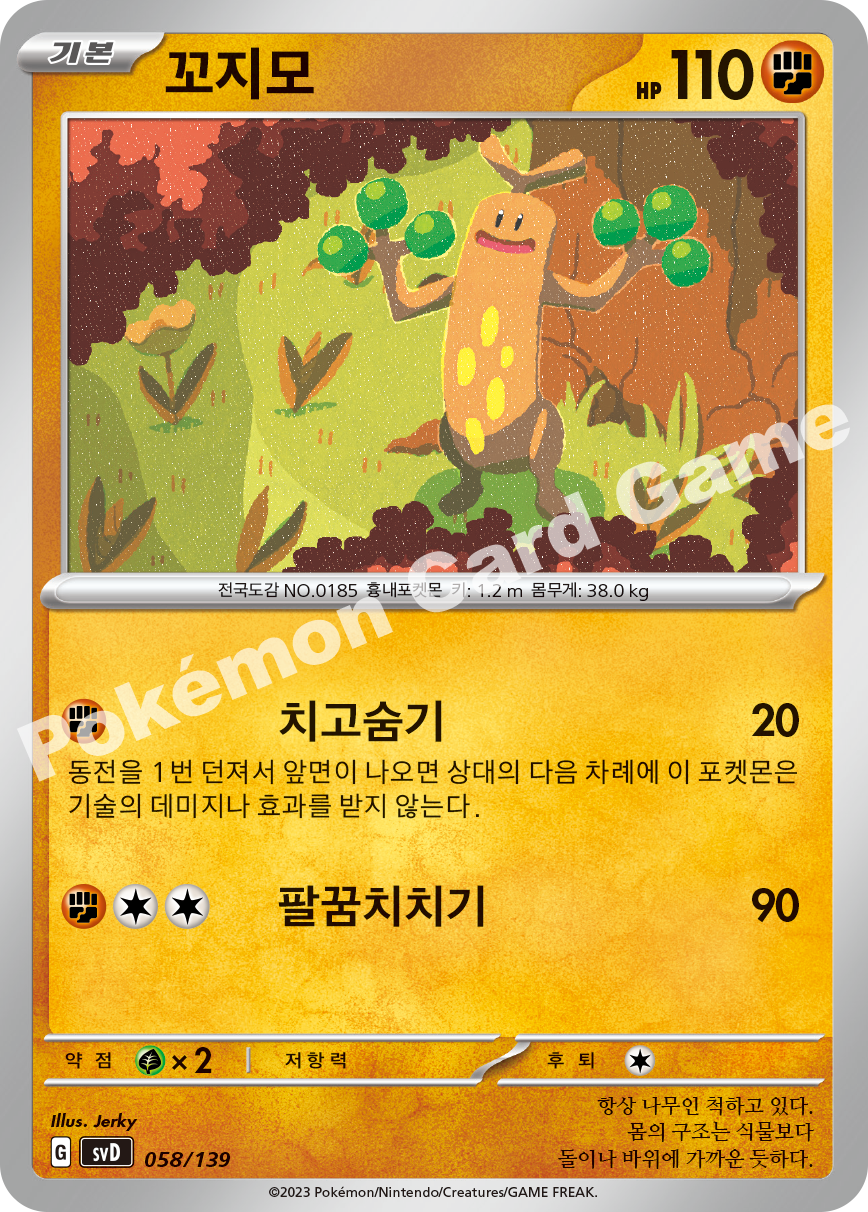 기본
꼬지모
HP 110
전국도감 NO.0185 흉내포켓몬 키: 1.2 m 몸무게: 38.0 kg
Pokémon Card Game
치고숨기 20
동전을 1번 던져서 앞면이 나오면 상대의 다음 차례에 이 포켓몬은
기술의 데미지나 효과를 받지 않는다.
팔꿈치치기 90
약점 ×2 저항력 후퇴
Illus. Jerky
G svD 058/139
항상 나무인 척하고 있다.
몸의 구조는 식물보다
돌이나 바위에 가까운 듯하다.
©2023 Pokémon/Nintendo/Creatures/GAME FREAK.